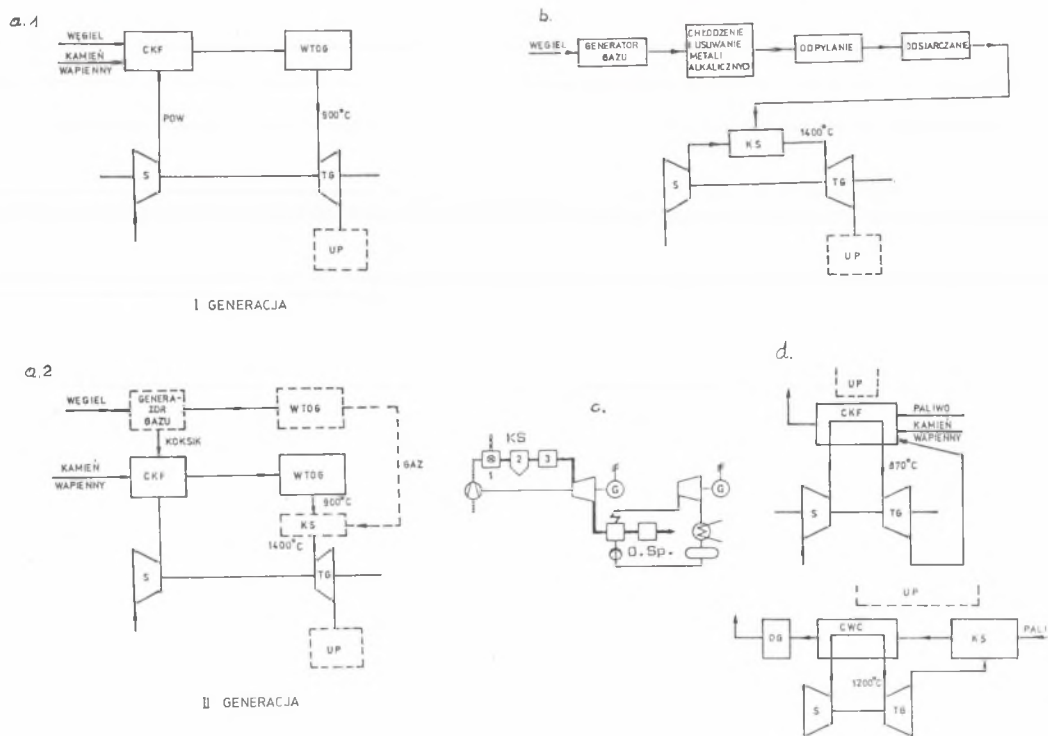 a.1
WĘGIEL
KAMIEŃ
WAPIENNY
CKF
WTOG
POW
900°C
S
TG
UP
I GENERACJA
b.
WĘGIEL
GENERATOR
GAZU
CHŁODZENIE
I USUWANIE
METALI
ALKALICZNYCH
ODPYLANIE
ODSIARCZANIE
KS
1400°C
S
TG
UP
a.2
WĘGIEL
GENERA-
ZOR
GAZU
WTOG
KOKSIK
GAZ
KAMIEŃ
WAPIENNY
CKF
WTOG
900°C
KS
1400°C
S
TG
UP
II GENERACJA
c.
KS
1
2
3
G
G
O.Sp.
d.
UP
CKF
PALIWO
KAMIEŃ
WAPIENNY
870°C
S
TG
UP
OG
CWC
KS
PALI
1200°C
S
TG